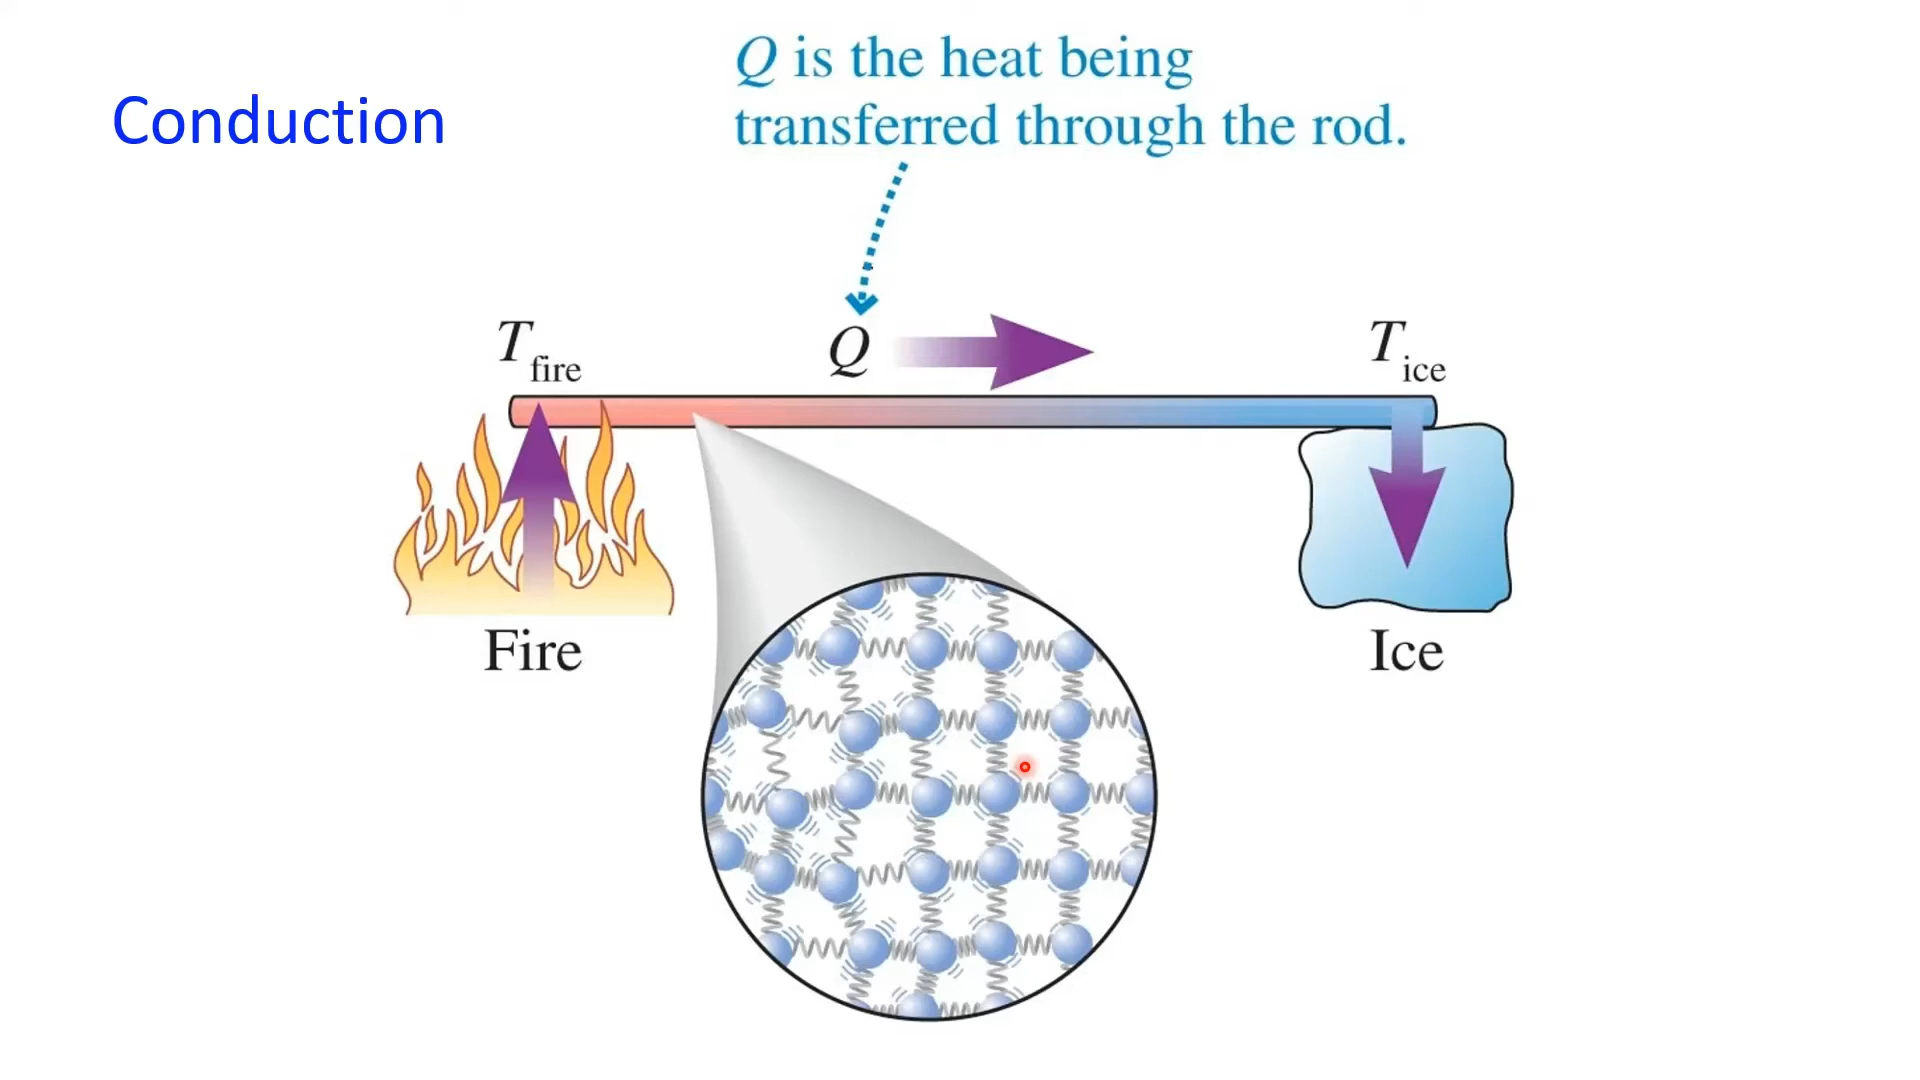 Conduction
Q is the heat being
transferred through the rod.
T fire
Q
T ice
Fire
Ice